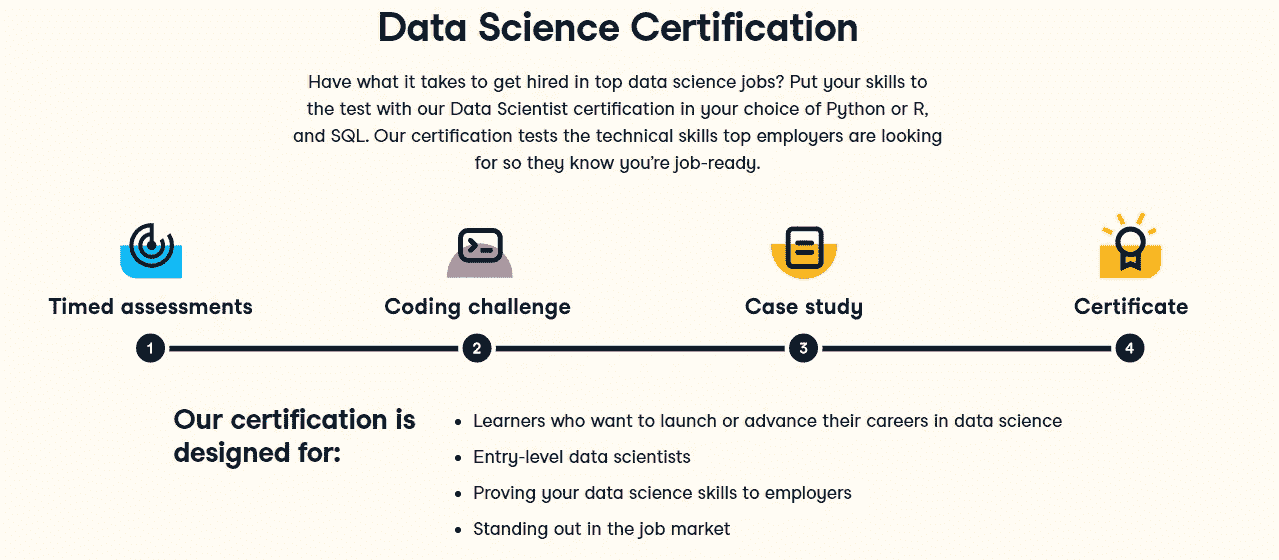 Data Science Certification
Have what it takes to get hired in top data science jobs? Put your skills to
the test with our Data Scientist certification in your choice of Python or R,
and SQL. Our certification tests the technical skills top employers are looking
for so they know you’re job-ready.
Timed assessments
Coding challenge
Case study
Certificate
1
2
3
4
Our certification is
designed for:
• Learners who want to launch or advance their careers in data science
• Entry-level data scientists
• Proving your data science skills to employers
• Standing out in the job market